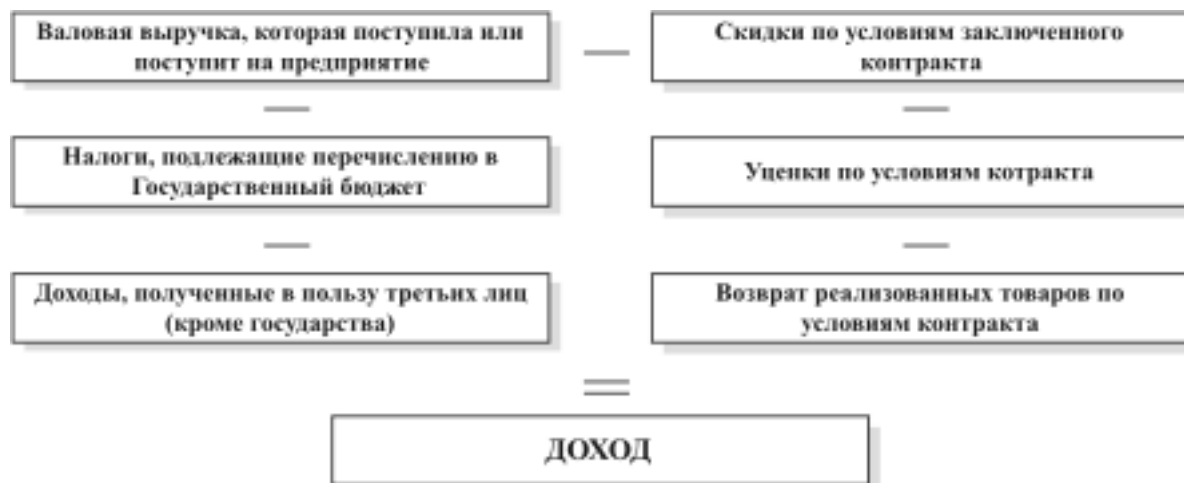 Валовая выручка, которая поступила или
поступит на предприятие
—
Скидки по условиям заключенного
контракта
—
—
Налоги, подлежащие перечислению в
Государственный бюджет
Уценки по условиям котракта
—
—
Доходы, полученные в пользу третьих лиц
(кроме государства)
Возврат реализованных товаров по
условиям контракта
=
ДОХОД